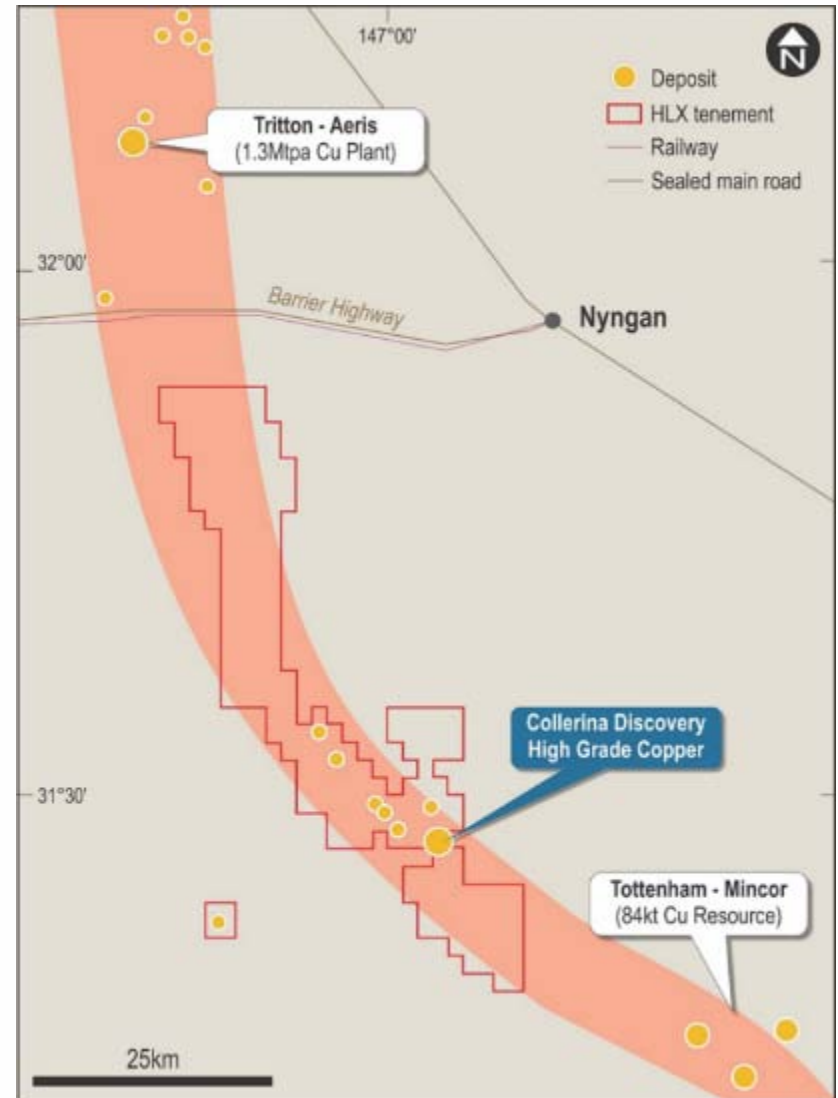 147°00'
N
Deposit
HLX tenement
Railway
Sealed main road
Tritton - Aeris
(1.3Mtpa Cu Plant)
32°00'
Barrier Highway
Nyngan
Collerina Discovery
High Grade Copper
31°30'
Tottenham - Mincor
(84kt Cu Resource)
25km